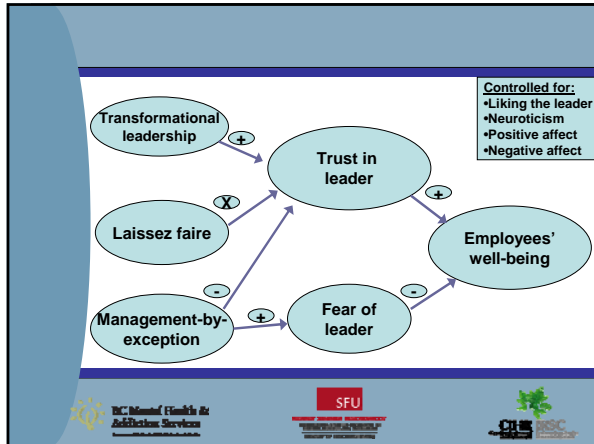 Controlled for:
•Liking the leader
•Neuroticism
•Positive affect
•Negative affect
Transformational
leadership
+
Trust in
leader
X
+
Laissez faire
Employees’
well-being
-
-
Management-by-
exception
+
Fear of
leader
BC Mental Health &
Addiction Services
SFU